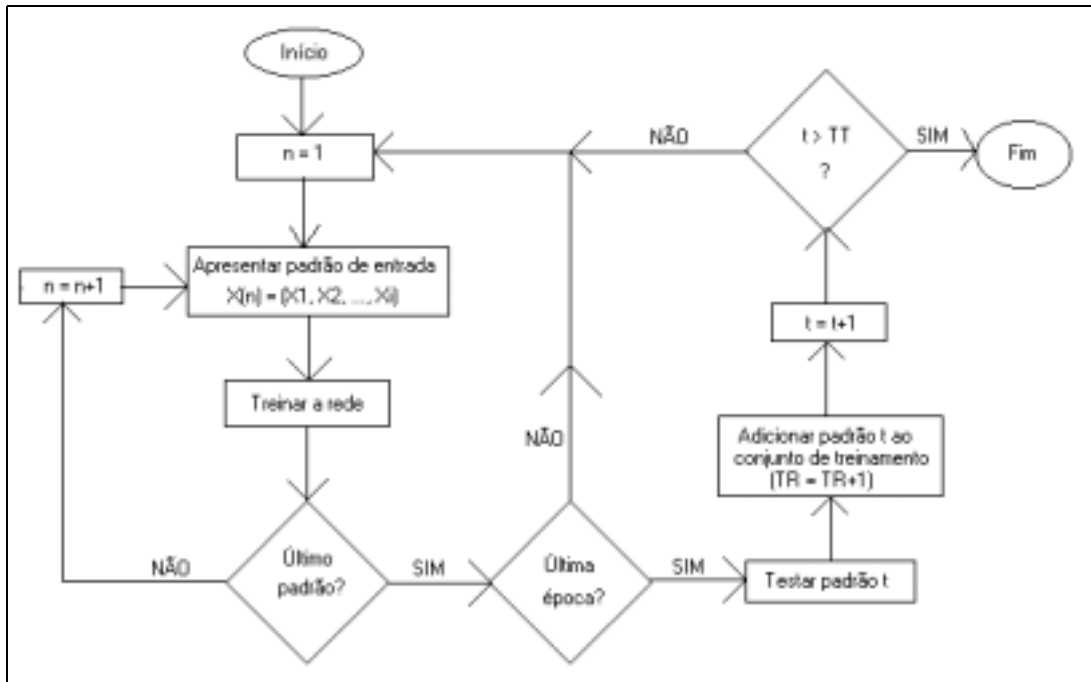 Início
n = 1
Apresentar padrão de entrada
X(n) = (X1, X2, ..., Xi)
n = n+1
Treinar a rede
Último
padrão?
NÃO
SIM
Última
época?
NÃO
SIM
Testar padrão t
Adicionar padrão t ao
conjunto de treinamento
(TR = TR+1)
t = t+1
t > TT
?
NÃO
SIM
Fim